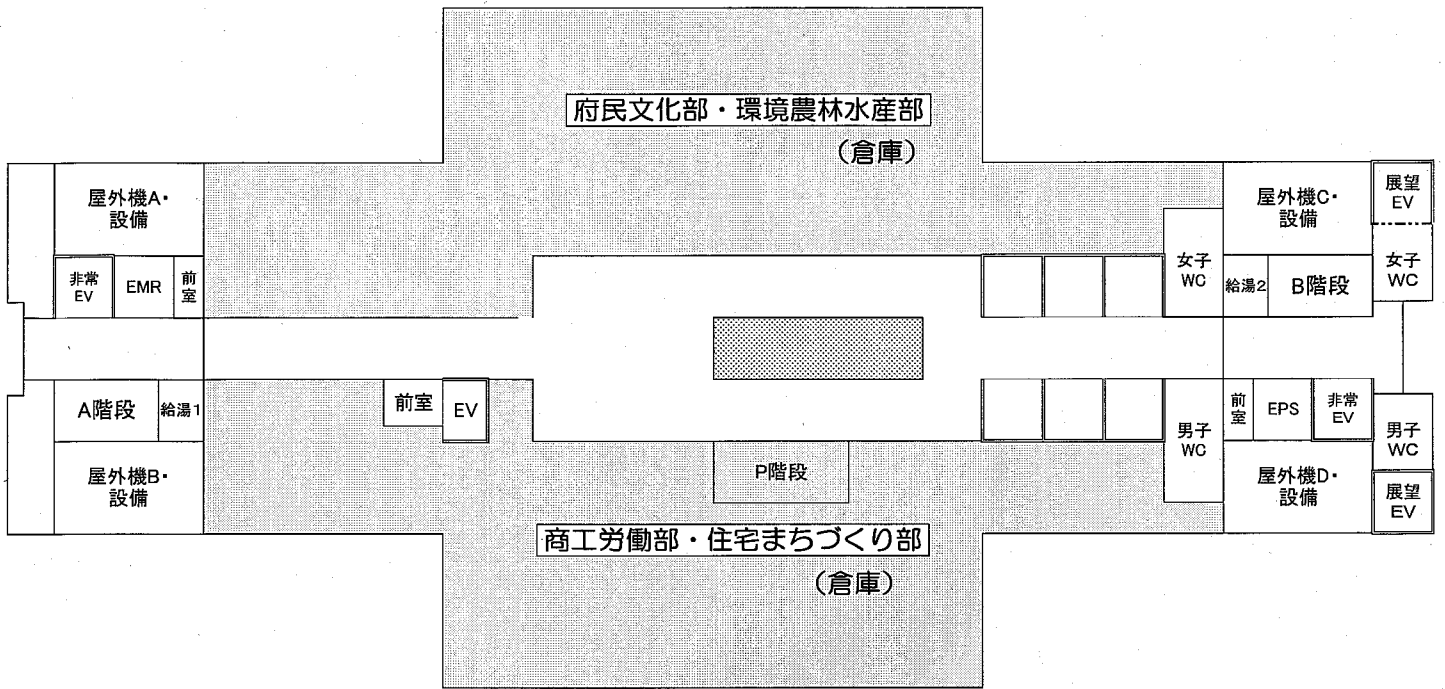 府民文化部・環境農林水産部
（倉庫）
屋外機A・
設備
非常
EV
EMR
前
室
屋外機C・
設備
展望
EV
女子
WC
給湯2
B階段
女子
WC
A階段
給湯1
前室
EV
屋外機B・
設備
P階段
男子
WC
前
室
EPS
非常
EV
男子
WC
屋外機D・
設備
展望
EV
商工労働部・住宅まちづくり部
（倉庫）